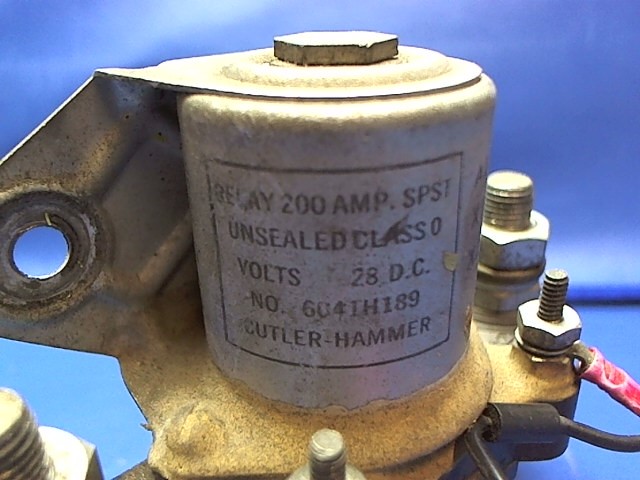 RELAY 200 AMP. SPST
UNSEALED CLASS 0
VOLTS 28 D.C.
NO. 6041H189
CUTLER-HAMMER